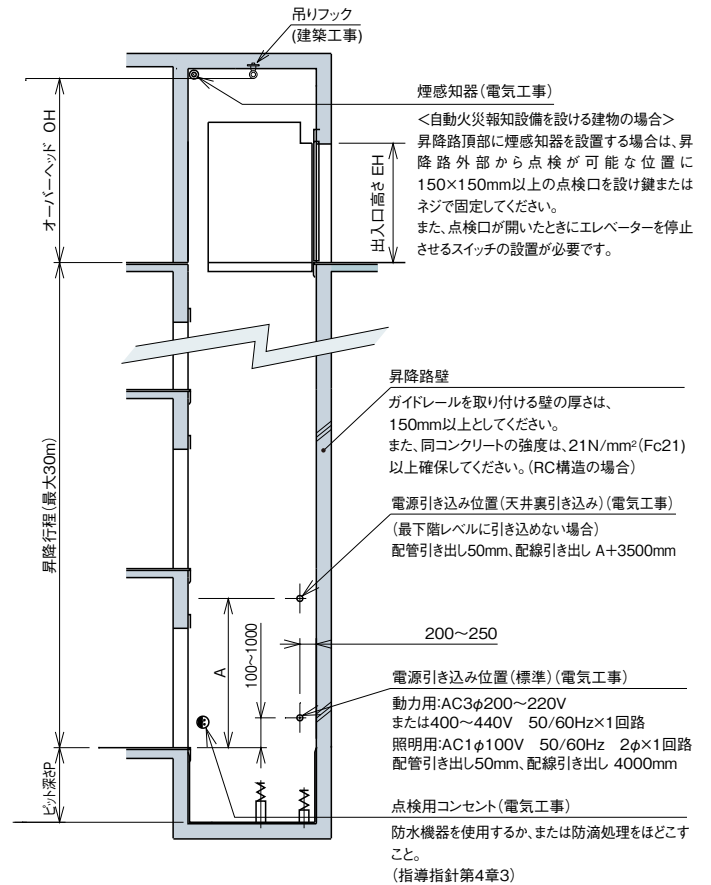 吊りフック
(建築工事)
煙感知器（電気工事）
＜自動火災報知設備を設ける建物の場合＞
昇降路頂部に煙感知器を設置する場合は、昇
降路外部から点検が可能な位置に
150×150mm以上の点検口を設け鍵または
ネジで固定してください。
また、点検口が開いたときにエレベーターを停止
させるスイッチの設置が必要です。
オーバーヘッド OH
出入口高さ EH
昇降路壁
ガイドレールを取り付ける壁の厚さは、
150mm以上としてください。
また、同コンクリートの強度は、21N/mm²(Fc21)
以上確保してください。（RC構造の場合）
昇降行程（最大30m）
電源引き込み位置（天井裏引き込み）（電気工事）
（最下階レベルに引き込めない場合）
配管引き出し50mm、配線引き出し A＋3500mm
200〜250
A
100〜1000
電源引き込み位置（標準）（電気工事）
動力用:AC3φ200〜220V
または400〜440V 50/60Hz×1回路
照明用:AC1φ100V 50/60Hz 2φ×1回路
配管引き出し50mm、配線引き出し 4000mm
ピット深さP
点検用コンセント（電気工事）
防水機器を使用するか、または防滴処理をほどこす
こと。
（指導指針第4章3）